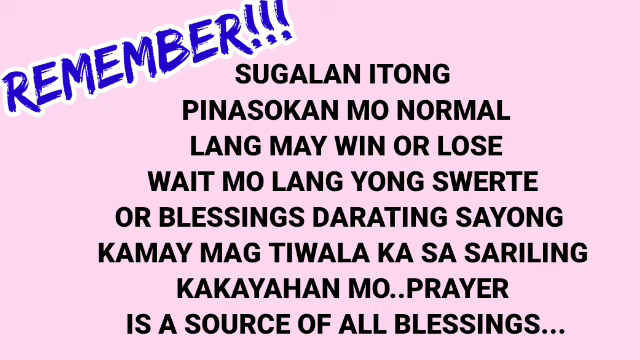 REMEMBER!!!
SUGALAN ITONG
PINASOKAN MO NORMAL
LANG MAY WIN OR LOSE
WAIT MO LANG YONG SWERTE
OR BLESSINGS DARATING SAYONG
KAMAY MAG TIWALA KA SA SARILING
KAKAYAHAN MO..PRAYER
IS A SOURCE OF ALL BLESSINGS...